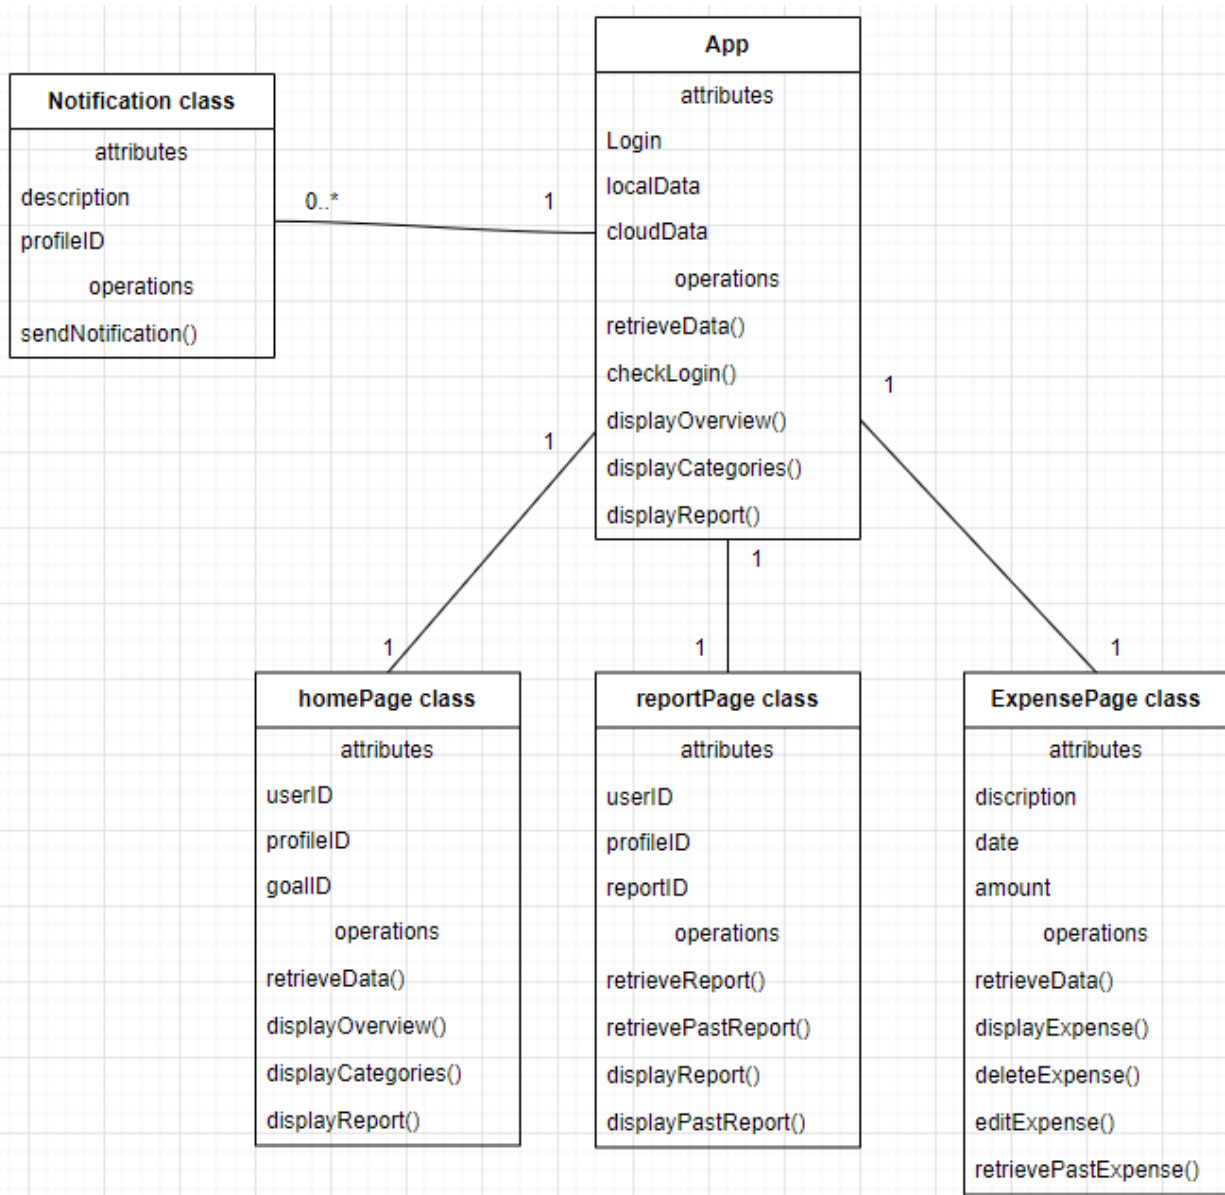 App
attributes
Login
localData
cloudData
operations
retrieveData()
checkLogin()
displayOverview()
displayCategories()
displayReport()
Notification class
attributes
description
profileID
operations
sendNotification()
0..*
1
1
1
1
1
1
1
homePage class
attributes
userID
profileID
goalID
operations
retrieveData()
displayOverview()
displayCategories()
displayReport()
reportPage class
attributes
userID
profileID
reportID
operations
retrieveReport()
retrievePastReport()
displayReport()
displayPastReport()
ExpensePage class
attributes
discription
date
amount
operations
retrieveData()
displayExpense()
deleteExpense()
editExpense()
retrievePastExpense()